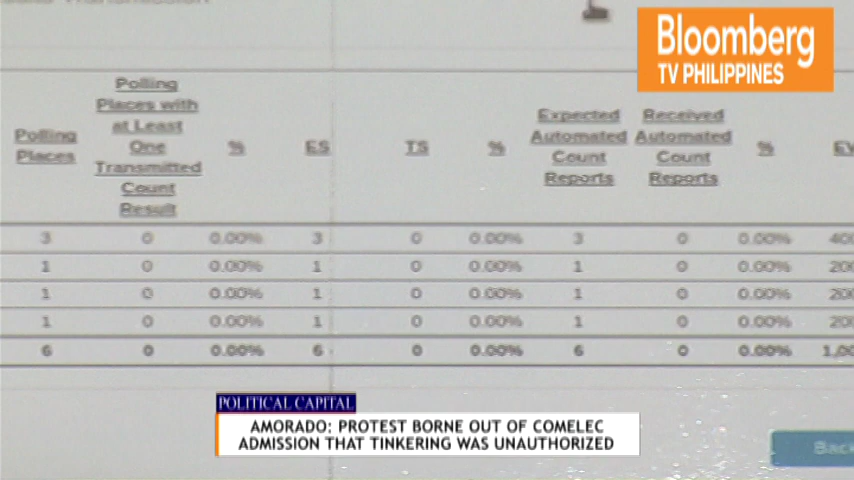 Bloomberg
TV PHILIPPINES
Polling
Places
Polling
Places with
at Least
One
Transmitted
Count
Result
%
ES
TS
%
Expected
Automated
Count
Reports
Received
Automated
Count
Reports
%
3 0 0.00% 3 0 0.00% 3 0 0.00%
1 0 0.00% 1 0 0.00% 1 0 0.00%
1 0 0.00% 1 0 0.00% 1 0 0.00%
1 0 0.00% 1 0 0.00% 1 0 0.00%
6 0 0.00% 6 0 0.00% 6 0 0.00%
POLITICAL CAPITAL
AMORADO: PROTEST BORNE OUT OF COMELEC
ADMISSION THAT TINKERING WAS UNAUTHORIZED
Back